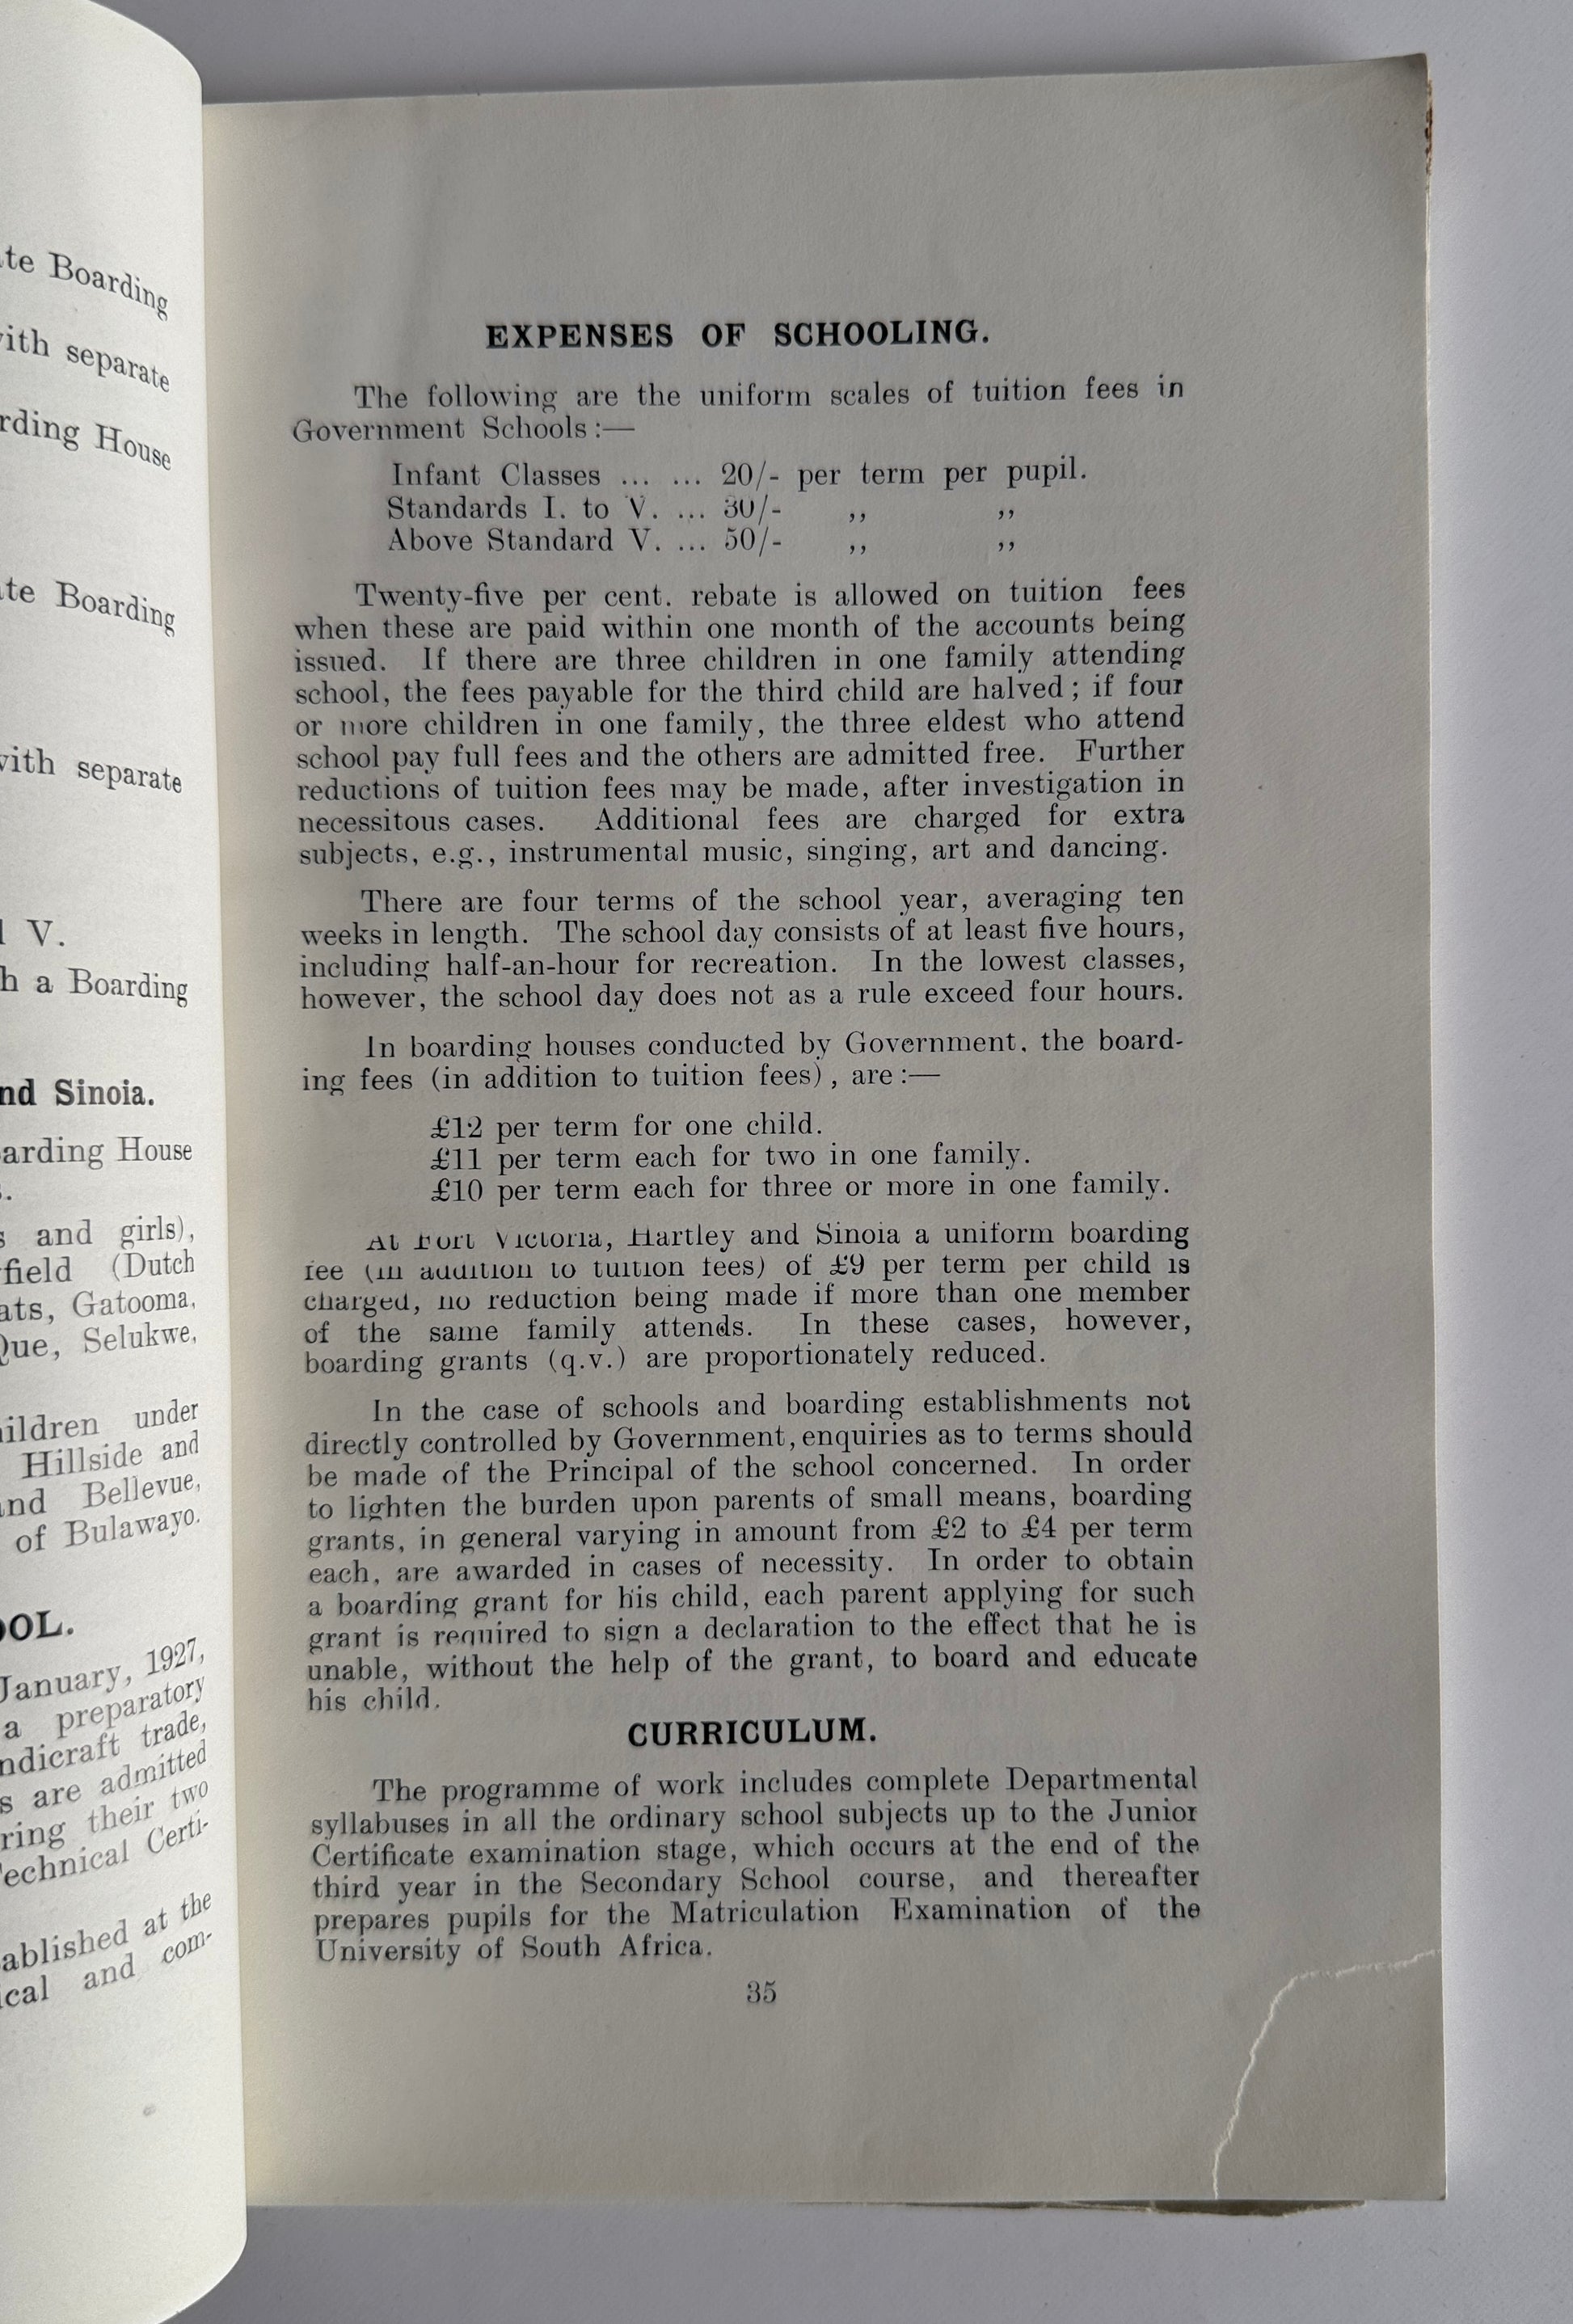 te Boarding
ith separate
rding House
te Boarding
ith separate
V.
h a Boarding
nd Sinoia.
arding House
s and girls),
field (Dutch
ats, Gatooma,
Que, Selukwe,
ildren under
Hillside and
nd Bellevue,
of Bulawayo.
OOL.
January, 1927,
a preparatory
ndicraft trade,
s are admitted
ring their two
echnical Certi-
ablished at the
ical and com-
EXPENSES OF SCHOOLING.
The following are the uniform scales of tuition fees in
Government Schools:—
Infant Classes ... ... 20/- per term per pupil.
Standards I. to V. ... 30/- ,, ,,
Above Standard V. ... 50/- ,, ,,
Twenty-five per cent. rebate is allowed on tuition fees
when these are paid within one month of the accounts being
issued. If there are three children in one family attending
school, the fees payable for the third child are halved; if four
or more children in one family, the three eldest who attend
school pay full fees and the others are admitted free. Further
reductions of tuition fees may be made, after investigation in
necessitous cases. Additional fees are charged for extra
subjects, e.g., instrumental music, singing, art and dancing.
There are four terms of the school year, averaging ten
weeks in length. The school day consists of at least five hours,
including half-an-hour for recreation. In the lowest classes,
however, the school day does not as a rule exceed four hours.
In boarding houses conducted by Government, the board-
ing fees (in addition to tuition fees), are:—
£12 per term for one child.
£11 per term each for two in one family.
£10 per term each for three or more in one family.
At Fort Victoria, Hartley and Sinoia a uniform boarding
fee (in addition to tuition fees) of £9 per term per child is
charged, no reduction being made if more than one member
of the same family attends. In these cases, however,
boarding grants (q.v.) are proportionately reduced.
In the case of schools and boarding establishments not
directly controlled by Government, enquiries as to terms should
be made of the Principal of the school concerned. In order
to lighten the burden upon parents of small means, boarding
grants, in general varying in amount from £2 to £4 per term
each, are awarded in cases of necessity. In order to obtain
a boarding grant for his child, each parent applying for such
grant is required to sign a declaration to the effect that he is
unable, without the help of the grant, to board and educate
his child.
CURRICULUM.
The programme of work includes complete Departmental
syllabuses in all the ordinary school subjects up to the Junior
Certificate examination stage, which occurs at the end of the
third year in the Secondary School course, and thereafter
prepares pupils for the Matriculation Examination of the
University of South Africa.
35